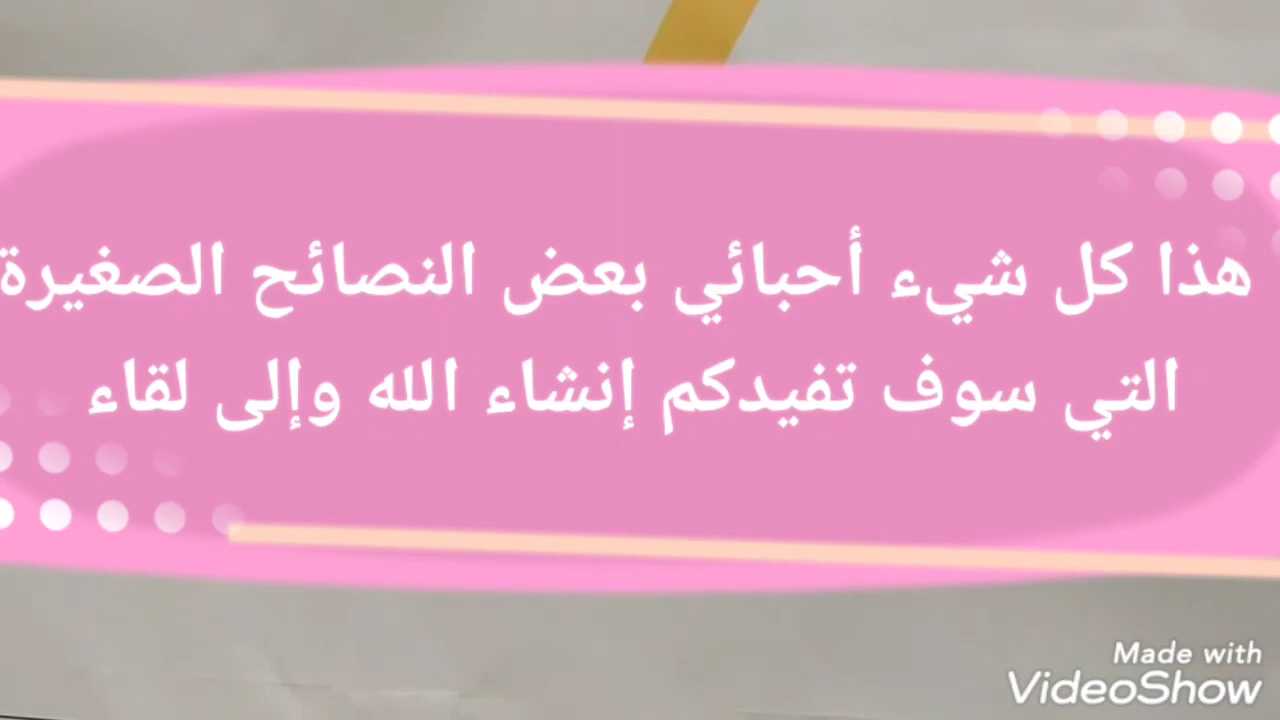 هذا كل شيء أحبائي بعض النصائح الصغيرة
التي سوف تفيدكم إنشاء الله وإلى لقاء
Made with
VideoShow